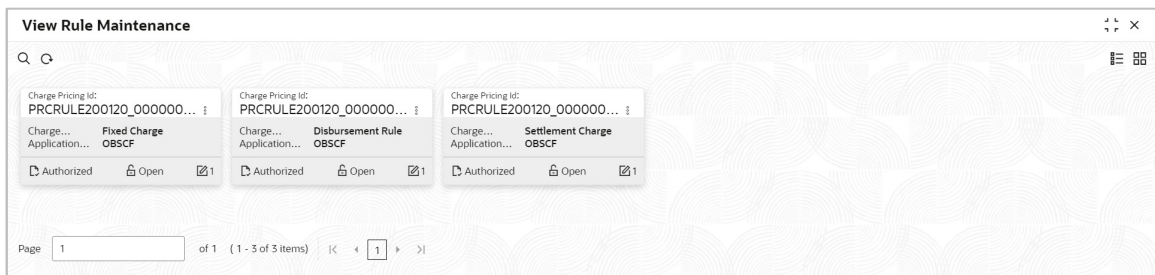 View Rule Maintenance
Charge Pricing Id:
PRCRULE200120_000000...
Charge... Fixed Charge
Application... OBSCF
Authorized Open 1
Charge Pricing Id:
PRCRULE200120_000000...
Charge... Disbursement Rule
Application... OBSCF
Authorized Open 1
Charge Pricing Id:
PRCRULE200120_000000...
Charge... Settlement Charge
Application... OBSCF
Authorized Open 1
Page 1 of 1 ( 1 - 3 of 3 items) 1